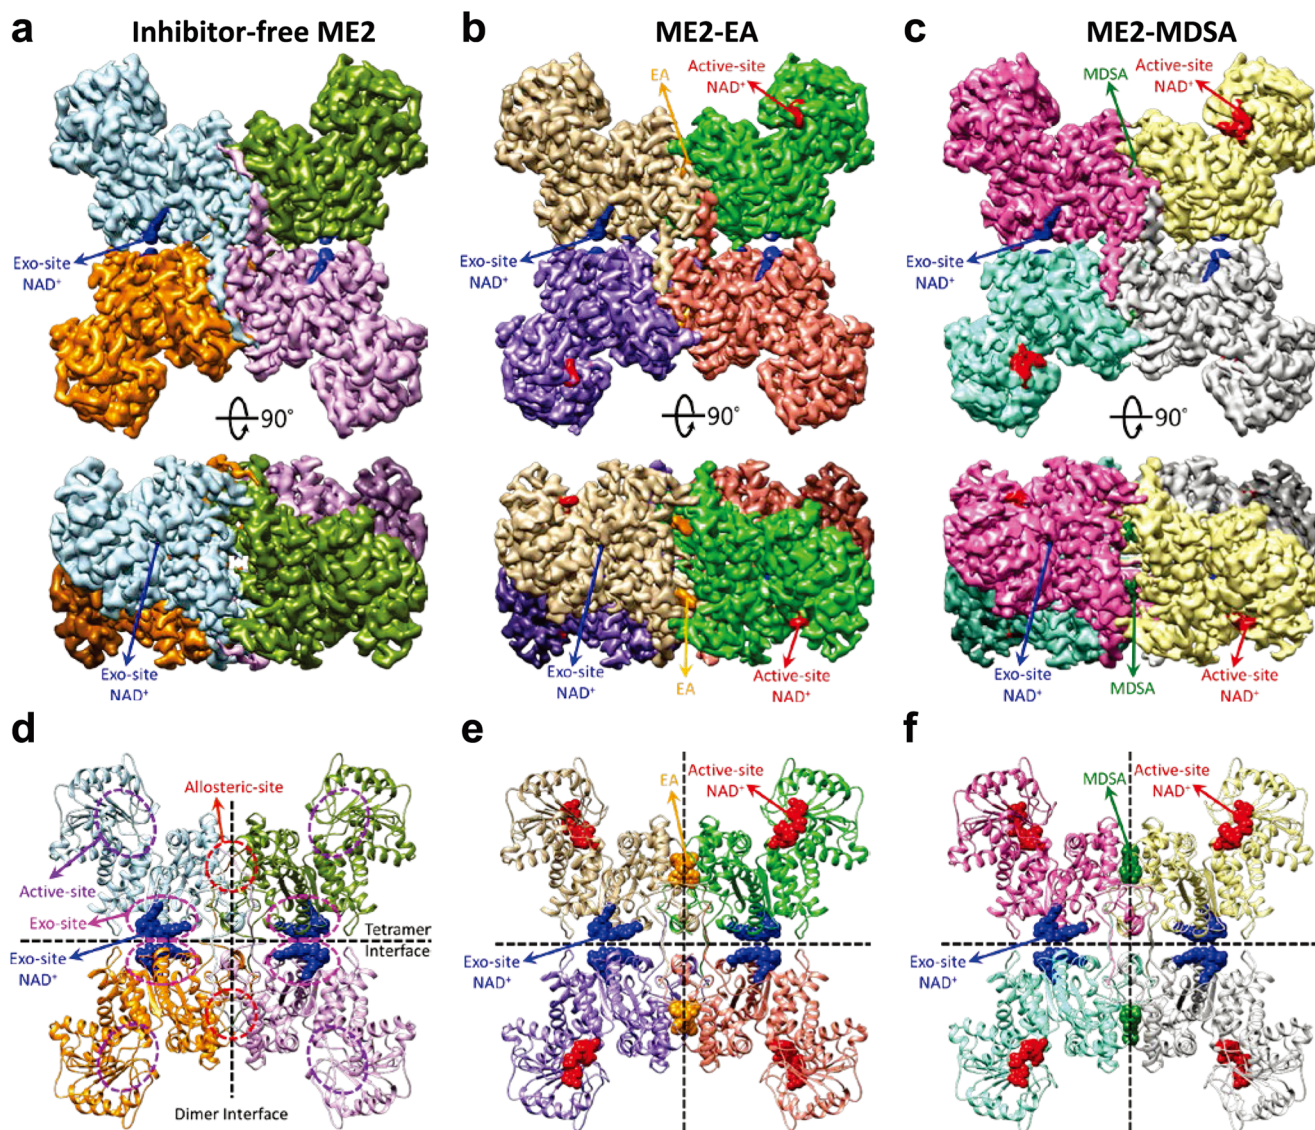 a Inhibitor-free ME2
Exo-site
NAD⁺
90°
Exo-site
NAD⁺
b ME2-EA
EA
Active-site
NAD⁺
Exo-site
NAD⁺
90°
Exo-site
NAD⁺
EA
Active-site
NAD⁺
c ME2-MDSA
MDSA
Active-site
NAD⁺
Exo-site
NAD⁺
90°
Exo-site
NAD⁺
MDSA
Active-site
NAD⁺
d
Allosteric-site
Active-site
Exo-site
Exo-site
NAD⁺
Tetramer
Interface
Dimer Interface
e
EA
Active-site
NAD⁺
Exo-site
NAD⁺
f
MDSA
Active-site
NAD⁺
Exo-site
NAD⁺